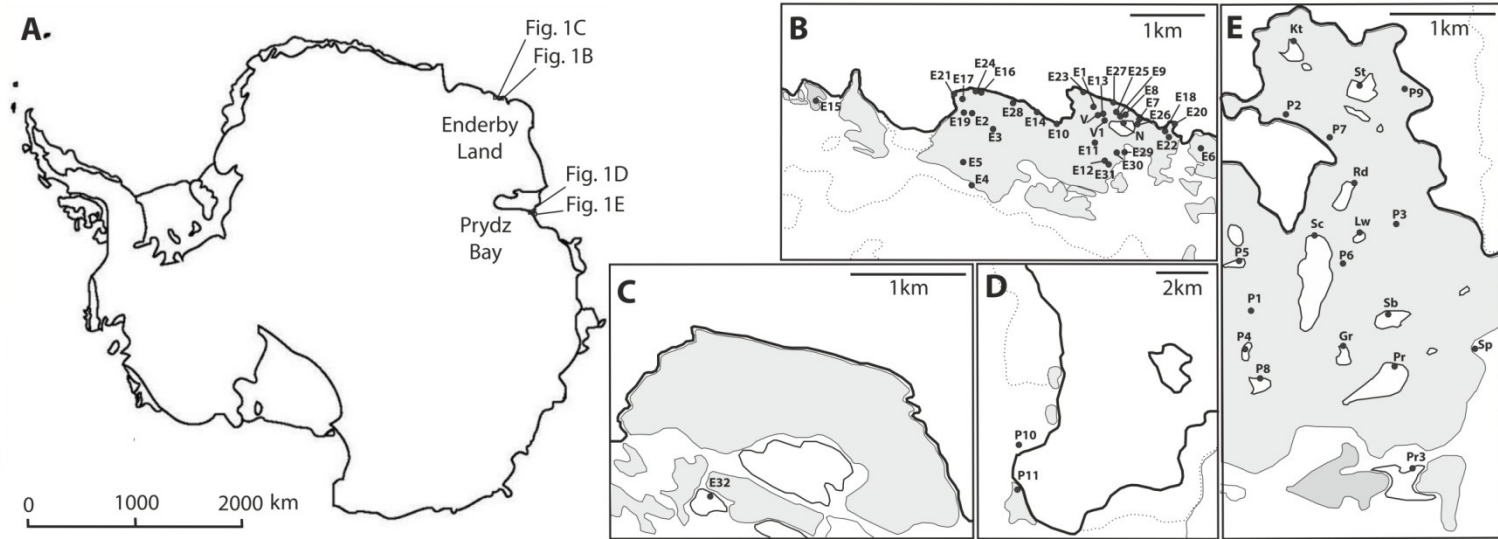 A
Fig. 1C
Fig. 1B
Enderby
Land
Fig. 1D
Fig. 1E
Prydz
Bay
0 1000 2000 km
B
1km
E15
E21
E17
E24
E16
E19
E2
E3
E28
E14
E10
E5
E4
E23
E1
E13
E27
E25
E9
E8
E7
E18
E26
E20
V
V1
N
E22
E11
E6
E29
E12
E30
E31
C
1km
E32
D
2km
P10
P11
E
1km
Kt
St
P9
P2
P7
Rd
Sc
Lw
P3
P5
P6
P1
Sb
P4
Gr
Sp
P8
Pr
Pr3